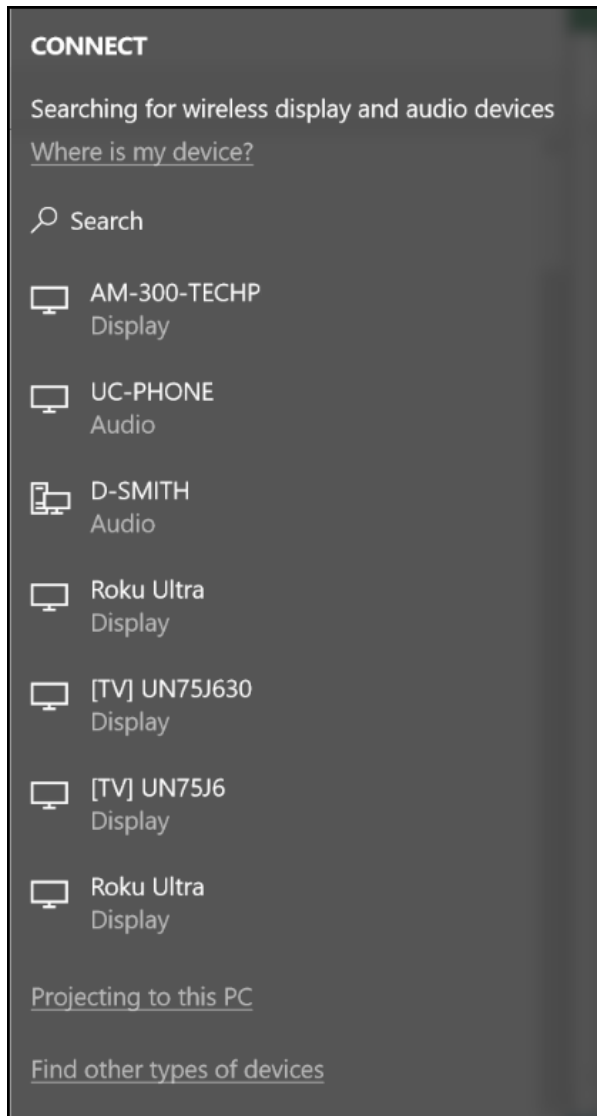 CONNECT
Searching for wireless display and audio devices
Where is my device?
Search
AM-300-TECHP
Display
UC-PHONE
Audio
D-SMITH
Audio
Roku Ultra
Display
[TV] UN75J630
Display
[TV] UN75J6
Display
Roku Ultra
Display
Projecting to this PC
Find other types of devices